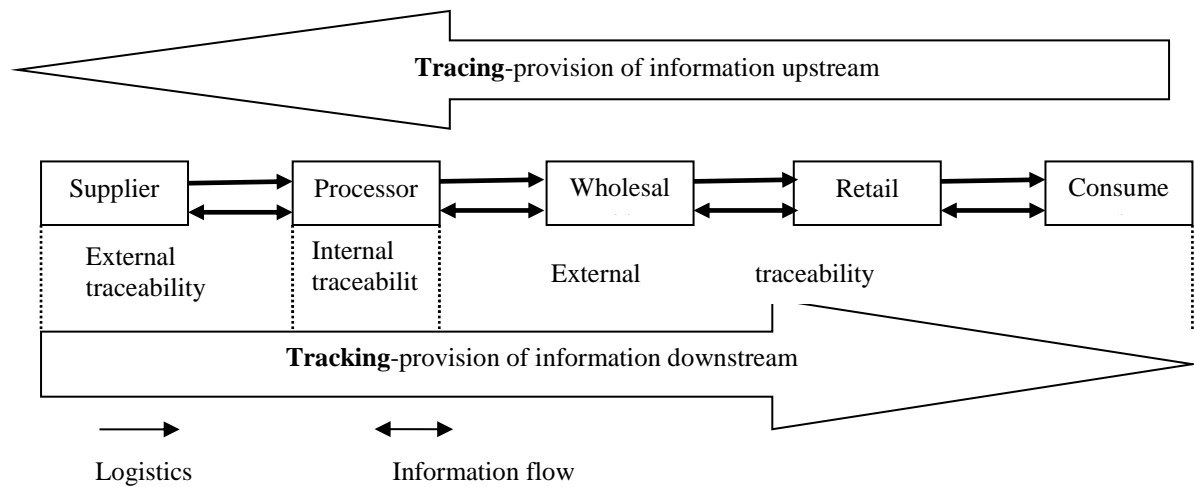 Tracing-provision of information upstream
Supplier
Processor
Wholesal
Retail
Consume
External
traceability
Internal
traceabilit
External traceability
Tracking-provision of information downstream
Logistics
Information flow